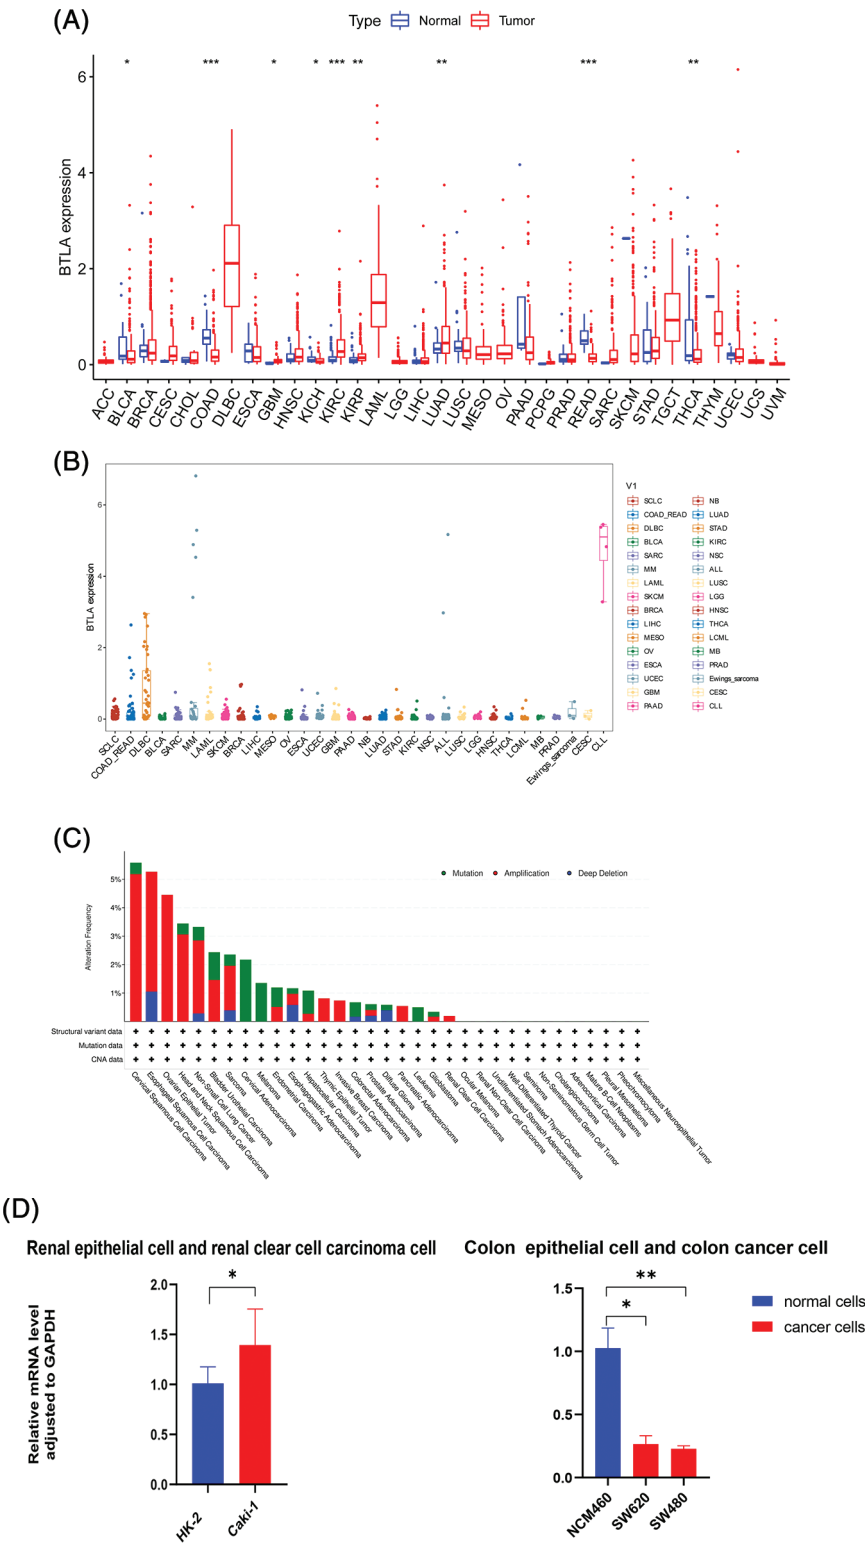 (A)
Type Normal Tumor
* *** * * *** ** ** *** **
BTLA expression
6
4
2
0
ACC BLCA BRCA CESC CHOL COAD DLBC ESCA GBM HNSC KICH KIRC KIRP LAML LGG LIHC LUAD LUSC MESO OV PAAD PCPG PRAD READ SARC SKCM STAD TGCT THCA THYM UCEC UCS UVM
(B)
BTLA expression
6
4
2
0
SCLC COAD_READ DLBC BLCA SARC MM LAML SKCM BRCA LIHC MESO OV ESCA UCEC GBM PAAD NB LUAD STAD KIRC NSC ALL LUSC LGG HNSC THCA LCML MB PRAD Ewings_sarcoma CESC CLL
V1
SCLC NB
COAD_READ LUAD
DLBC STAD
BLCA KIRC
SARC NSC
MM ALL
LAML LUSC
SKCM LGG
BRCA HNSC
LIHC THCA
MESO LCML
OV MB
ESCA PRAD
UCEC Ewings_sarcoma
GBM CESC
PAAD CLL
(C)
Mutation Amplification Deep Deletion
Alteration Frequency
5%
4%
3%
2%
1%
Structural variant data + + + + + + + + + + + + + + + + + + + + + + + + + + + + + + + + +
Mutation data + + + + + + + + + + + + + + + + + + + + + + + + + + + + + + + + +
CNA data + + + + + + + + + + + + + + + + + + + + + + + + + + + + + + + + +
Cervical Squamous Cell Carcinoma
Esophageal Squamous Cell Carcinoma
Ovarian Epithelial Tumor
Head and Neck Squamous Cell Carcinoma
Non-Small Cell Lung Cancer
Bladder Urothelial Carcinoma
Sarcoma
Cervical Adenocarcinoma
Melanoma
Endometrial Carcinoma
Esophagogastric Adenocarcinoma
Hepatocellular Carcinoma
Thymic Epithelial Tumor
Invasive Breast Carcinoma
Colorectal Adenocarcinoma
Prostate Adenocarcinoma
Diffuse Glioma
Pancreatic Adenocarcinoma
Leukemia
Glioblastoma
Renal Clear Cell Carcinoma
Ocular Melanoma
Renal Non-Clear Cell Carcinoma
Undifferentiated Stomach Adenocarcinoma
Well-Differentiated Thyroid Cancer
Seminoma
Non-Seminomatous Germ Cell Tumor
Cholangiocarcinoma
Adrenocortical Carcinoma
Mature B-Cell Neoplasms
Pleural Mesothelioma
Pheochromocytoma
Miscellaneous Neuroepithelial Tumor
(D)
Renal epithelial cell and renal clear cell carcinoma cell
Relative mRNA level
adjusted to GAPDH
2.0
1.5
1.0
0.5
0.0
*
HK-2 Caki-1
Colon epithelial cell and colon cancer cell
1.5
1.0
0.5
0.0
**
*
NCM460 SW620 SW480
normal cells
cancer cells